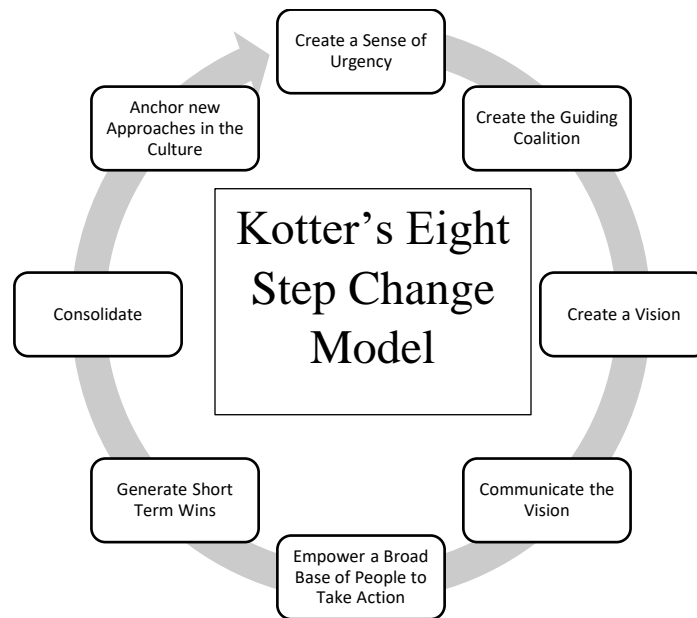 Create a Sense of
Urgency
Create the Guiding
Coalition
Create a Vision
Communicate the
Vision
Empower a Broad
Base of People to
Take Action
Generate Short
Term Wins
Consolidate
Anchor new
Approaches in the
Culture
Kotter’s Eight
Step Change
Model